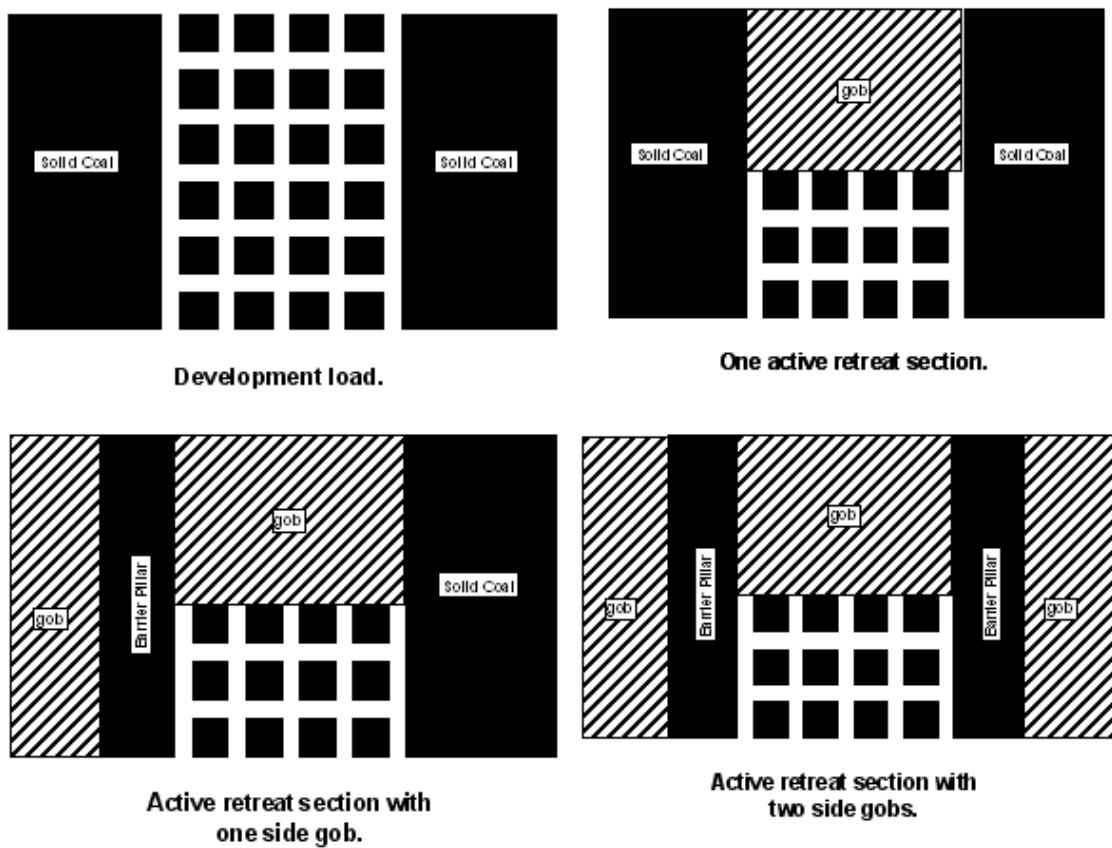 Solid Coal
Solid Coal
Development load.
gob
Solid Coal
Solid Coal
One active retreat section.
gob
gob
Barrier Pillar
Solid Coal
Active retreat section with
one side gob.
gob
gob
Barrier Pillar
Barrier Pillar
gob
Active retreat section with
two side gobs.